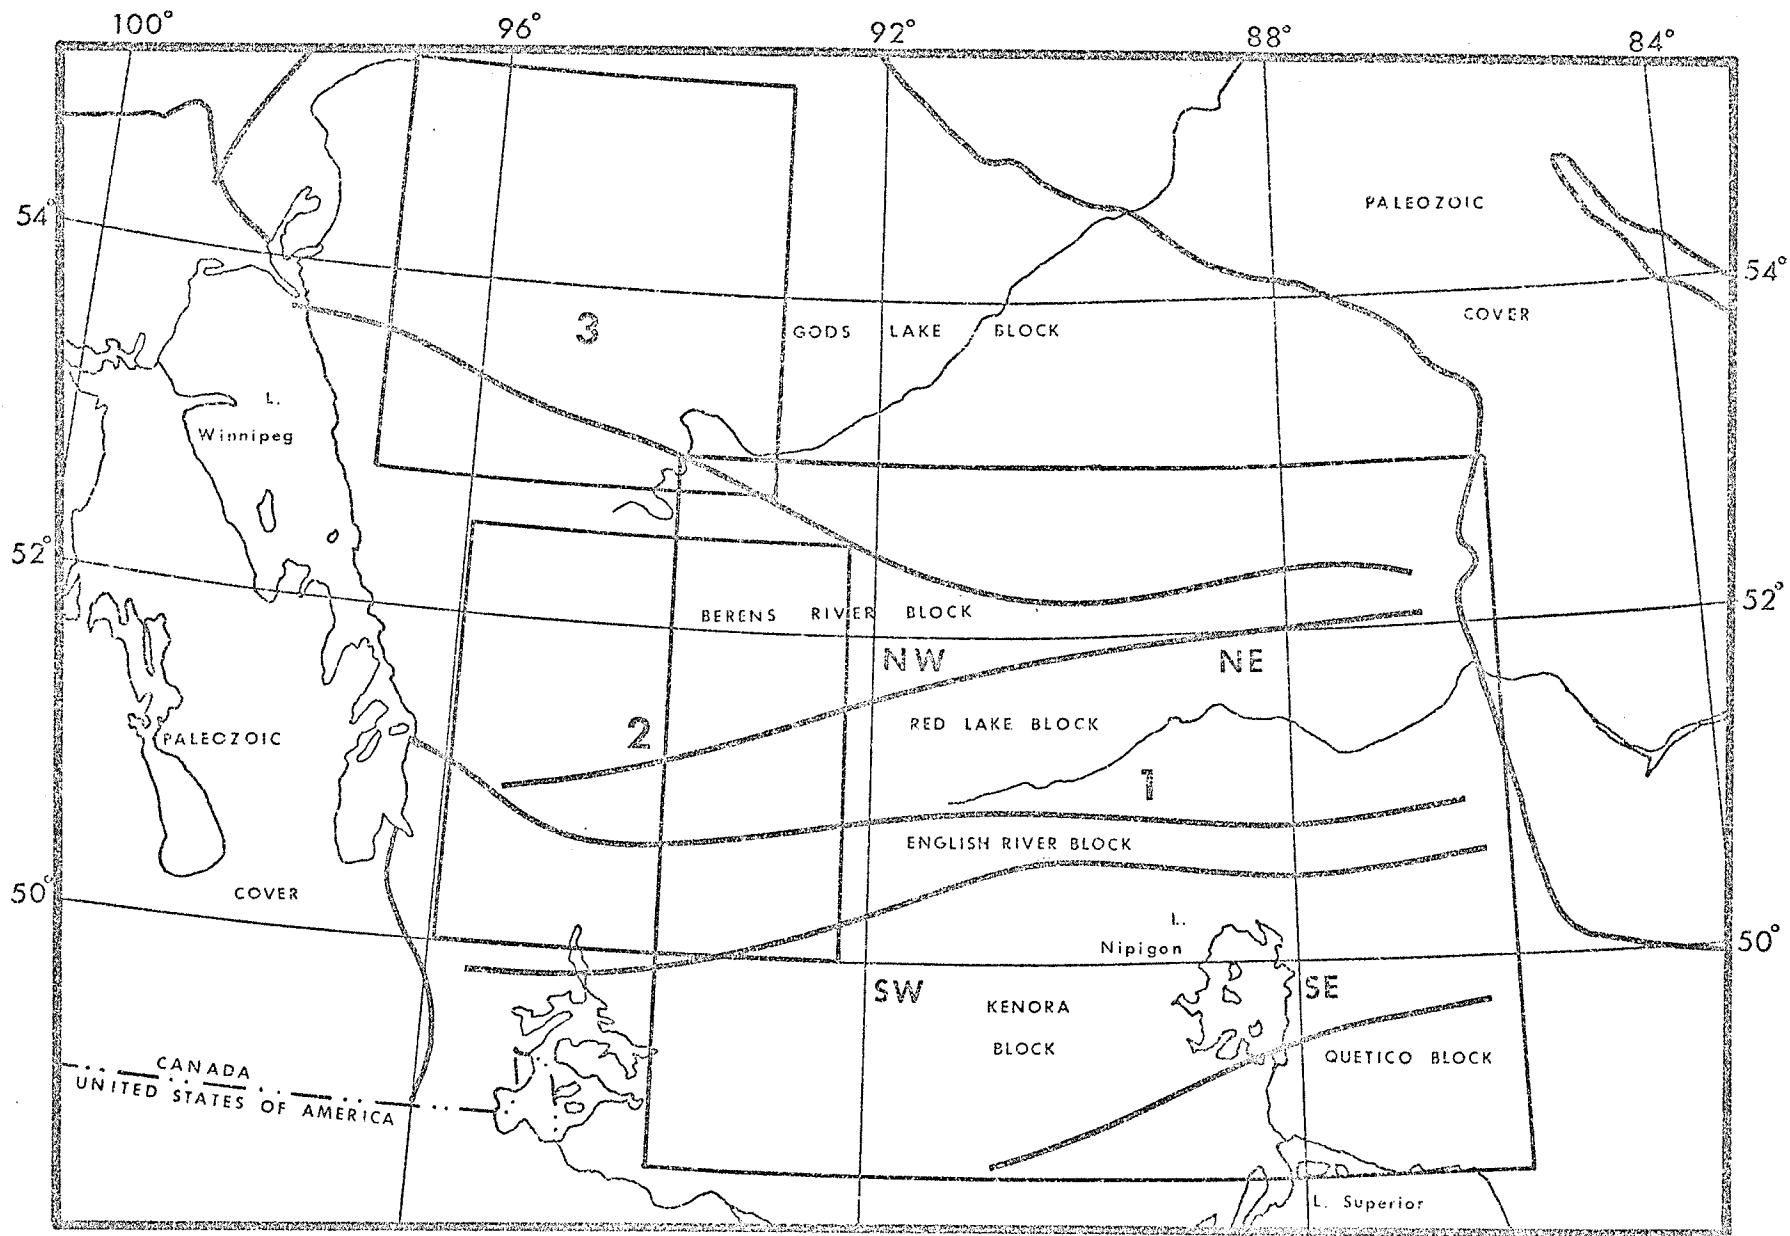 100° 96° 92° 88° 84°
PALEOZOIC
54°
54°
COVER
3
GODS LAKE BLOCK
L.
Winnipeg
52°
52°
BERENS RIVER BLOCK
NW NE
2
RED LAKE BLOCK
PALEOZOIC
1
ENGLISH RIVER BLOCK
50°
COVER
L.
Nipigon
50°
SW
SE
KENORA
BLOCK
QUETICO BLOCK
CANADA
UNITED STATES OF AMERICA
L. Superior